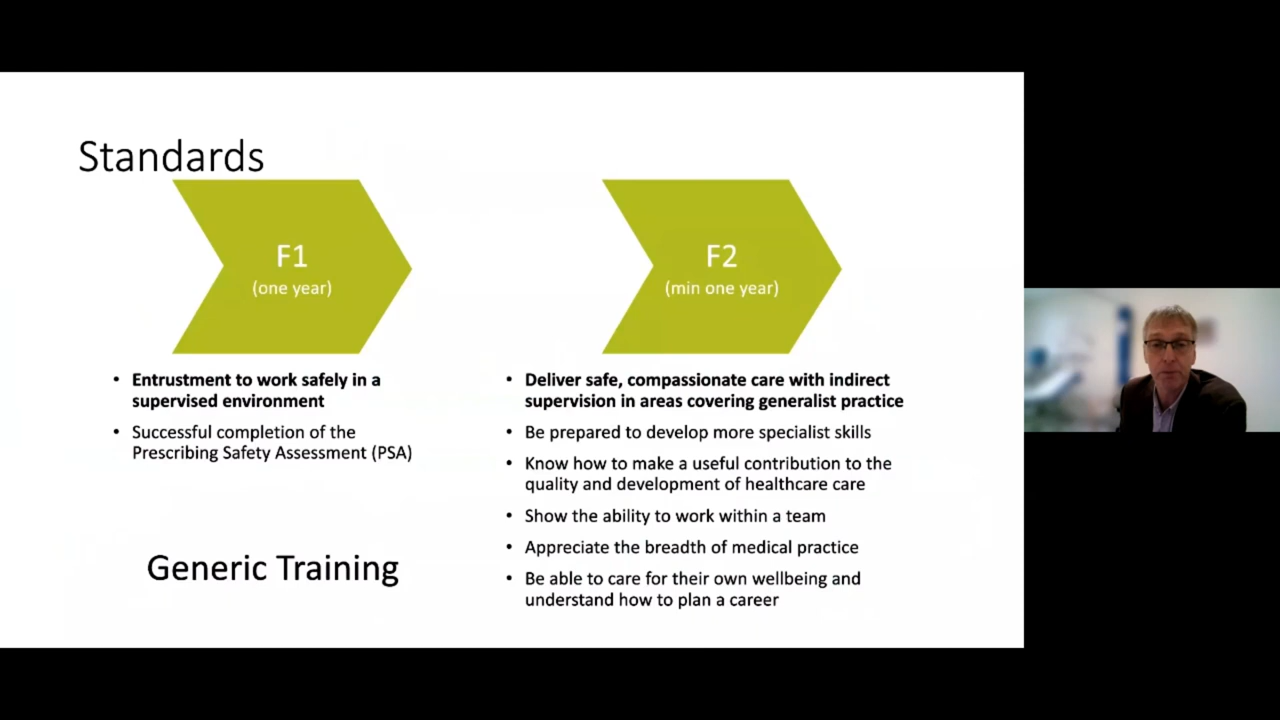 Standards
F1
(one year)
• Entrustment to work safely in a
supervised environment
• Successful completion of the
Prescribing Safety Assessment (PSA)
Generic Training
F2
(min one year)
• Deliver safe, compassionate care with indirect
supervision in areas covering generalist practice
• Be prepared to develop more specialist skills
• Know how to make a useful contribution to the
quality and development of healthcare care
• Show the ability to work within a team
• Appreciate the breadth of medical practice
• Be able to care for their own wellbeing and
understand how to plan a career